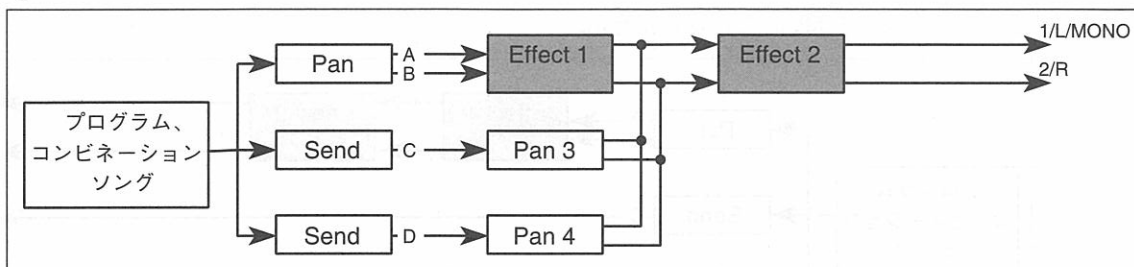 1/L/MONO
Pan
A
B
Effect 1
Effect 2
2/R
プログラム、
コンビネーション
ソング
Send
C
Pan 3
Send
D
Pan 4